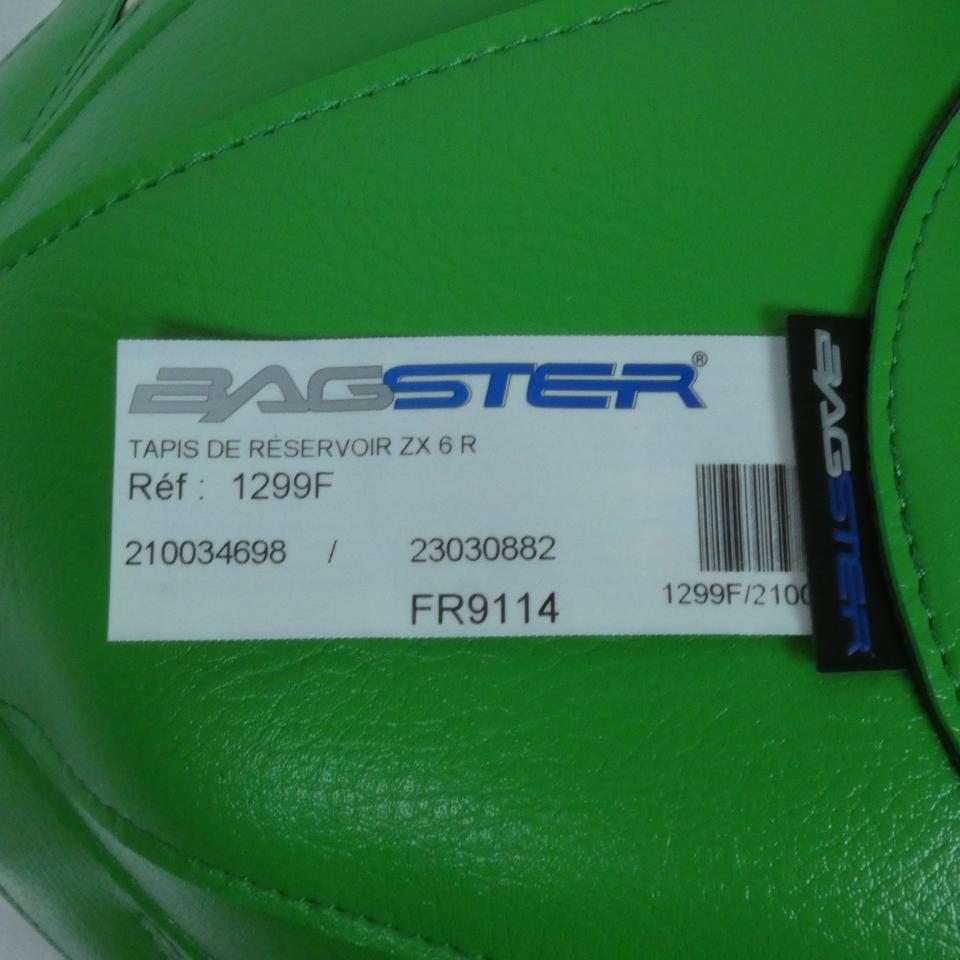 BAGSTER®
TAPIS DE RÉSERVOIR ZX 6 R
Réf : 1299F
210034698 / 23030882
FR9114
1299F/2100
BAGSTER